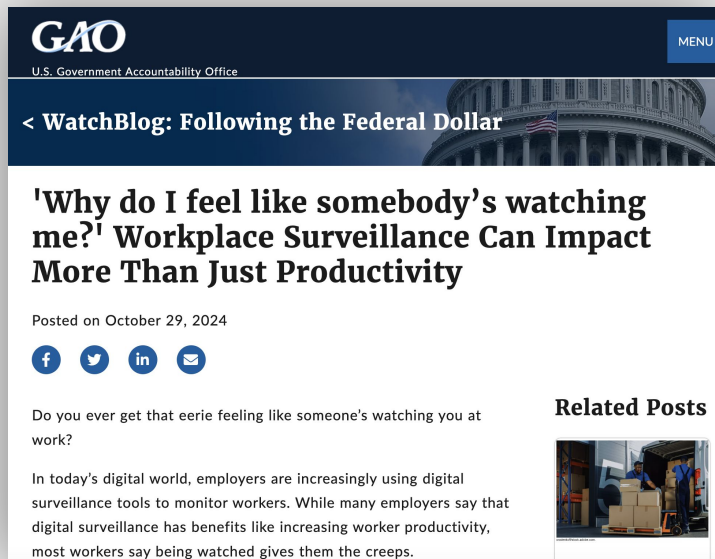 GAO
U.S. Government Accountability Office
MENU
< WatchBlog: Following the Federal Dollar
'Why do I feel like somebody’s watching
me?' Workplace Surveillance Can Impact
More Than Just Productivity
Posted on October 29, 2024
Do you ever get that eerie feeling like someone’s watching you at
work?
In today’s digital world, employers are increasingly using digital
surveillance tools to monitor workers. While many employers say that
digital surveillance has benefits like increasing worker productivity,
most workers say being watched gives them the creeps.
Related Posts